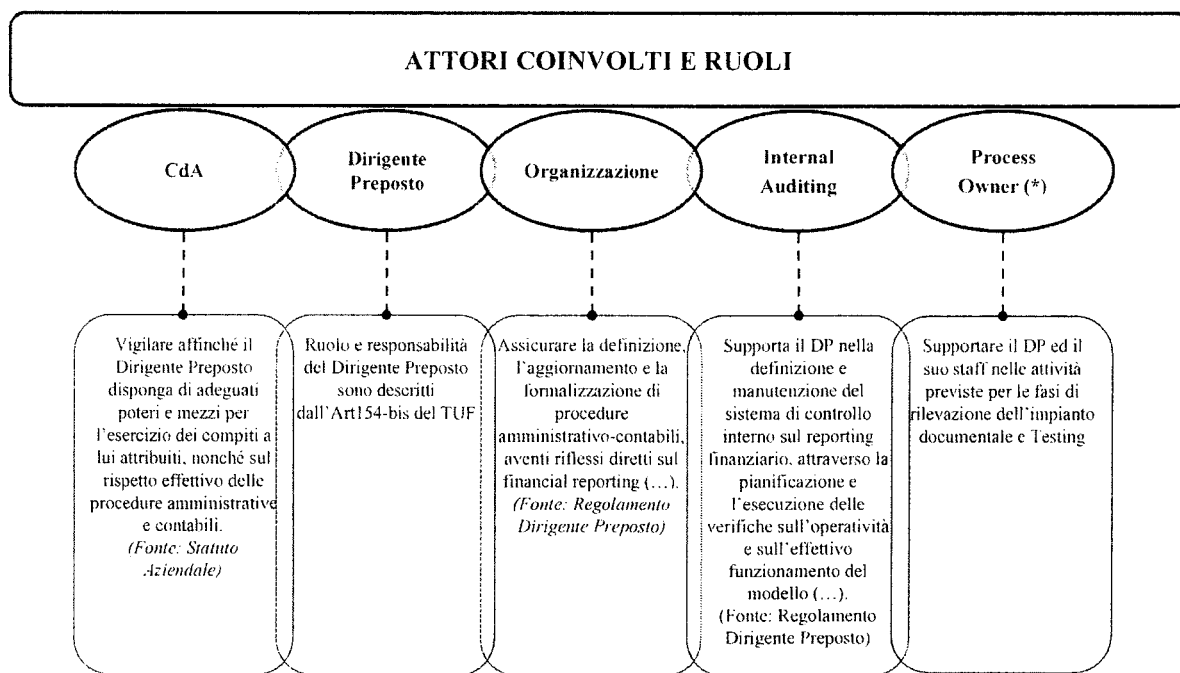 ATTORI COINVOLTI E RUOLI
CdA
Dirigente
Preposto
Organizzazione
Internal
Auditing
Process
Owner (*)
Vigilare affinché il
Dirigente Preposto
disponga di adeguati
poteri e mezzi per
l'esercizio dei compiti a
lui attribuiti, nonché sul
rispetto effettivo delle
procedure amministrative
e contabili.
(Fonte: Statuto
Aziendale)
Ruolo e responsabilità
del Dirigente Preposto
sono descritti
dall'Art154-bis del TUF
Assicurare la definizione,
l'aggiornamento e la
formalizzazione di
procedure
amministrativo-contabili,
aventi riflessi diretti sul
financial reporting (…).
(Fonte: Regolamento
Dirigente Preposto)
Supporta il DP nella
definizione e
manutenzione del
sistema di controllo
interno sul reporting
finanziario, attraverso la
pianificazione e
l'esecuzione delle
verifiche sull'operatività
e sull'effettivo
funzionamento del
modello (…).
(Fonte: Regolamento
Dirigente Preposto)
Supportare il DP ed il
suo staff nelle attività
previste per le fasi di
rilevazione dell'impianto
documentale e Testing